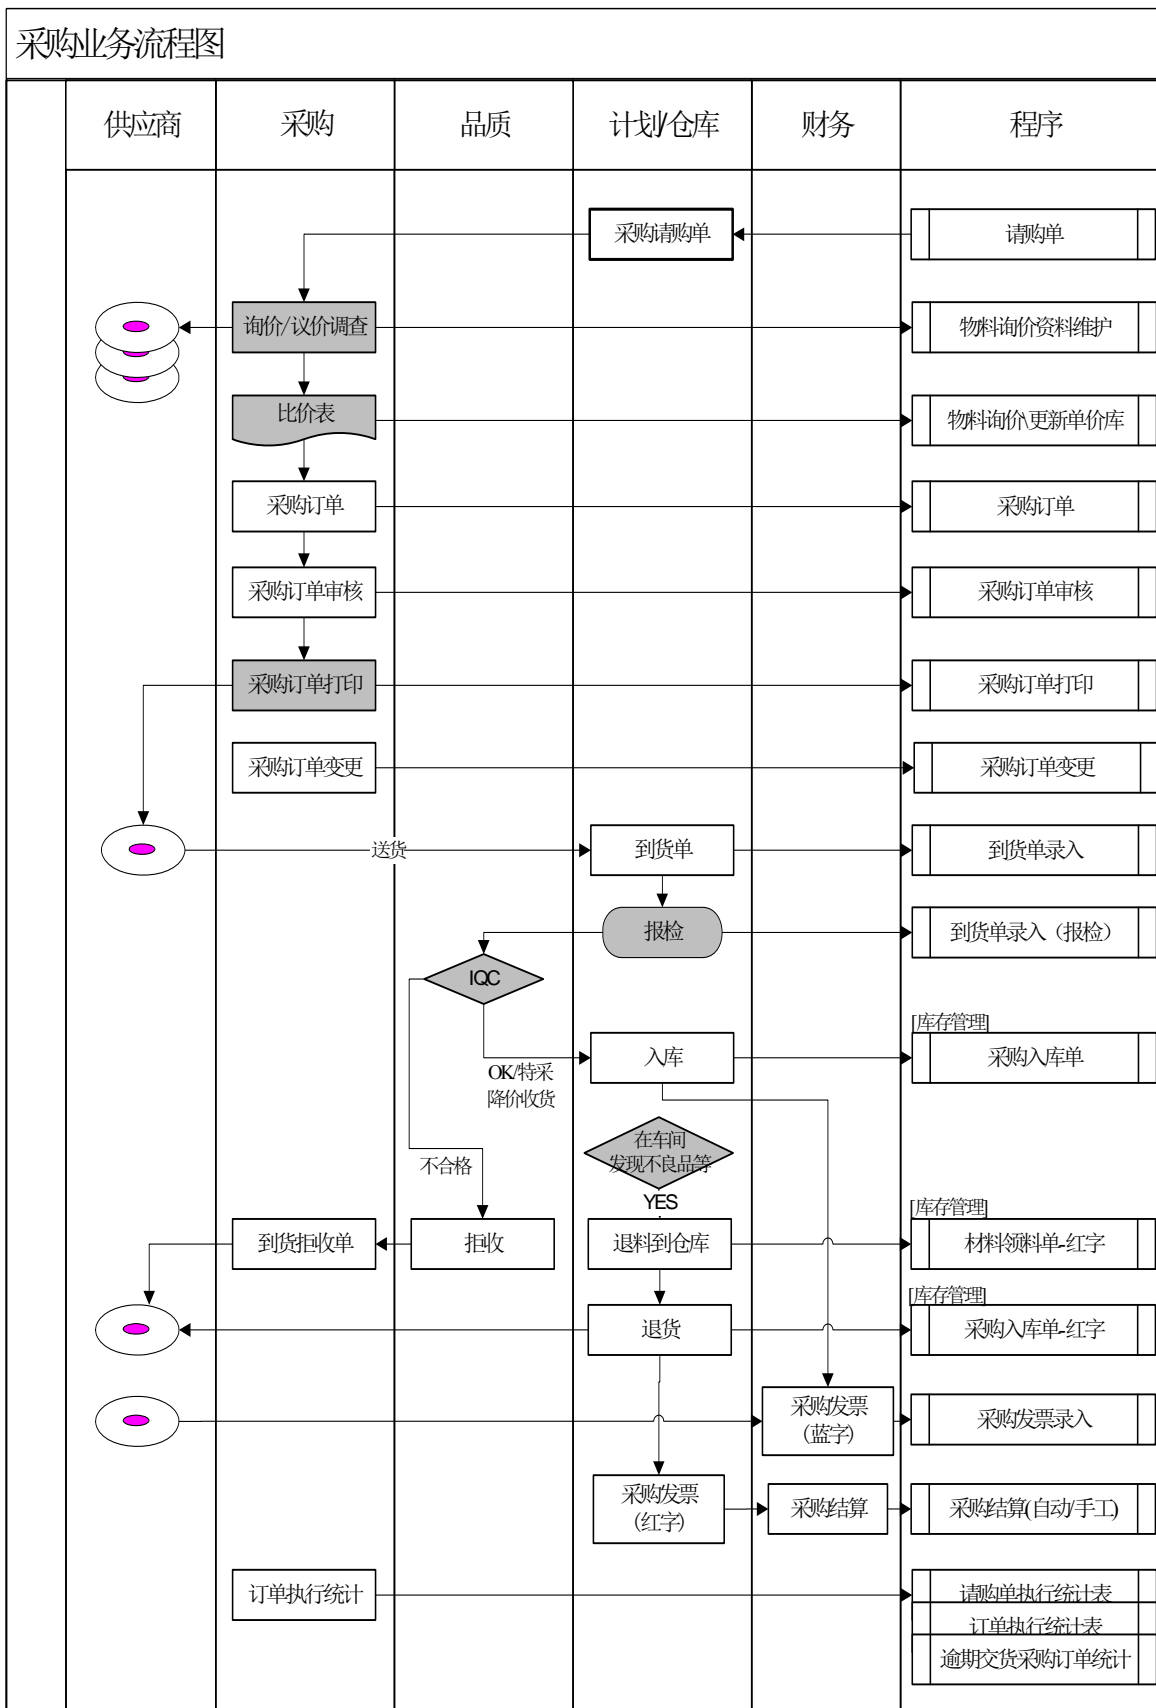 采购业务流程图
供应商
采购
品质
计划/仓库
财务
程序
采购请购单
请购单
询价/议价调查
物料询价资料维护
比价表
物料询价\更新单价库
采购订单
采购订单
采购订单审核
采购订单审核
采购订单打印
采购订单打印
采购订单变更
采购订单变更
送货
到货单
到货单录入
报检
到货单录入（报检）
IQC
[库存管理]
入库
采购入库单
OK/特采
降价收货
在车间
发现不良品等
不合格
YES
[库存管理]
到货拒收单
拒收
退料到仓库
材料领料单-红字
[库存管理]
退货
采购入库单-红字
采购发票
(蓝字)
采购发票录入
采购发票
(红字)
采购结算
采购结算(自动/手工)
订单执行统计
请购单执行统计表
订单执行统计表
逾期交货采购订单统计